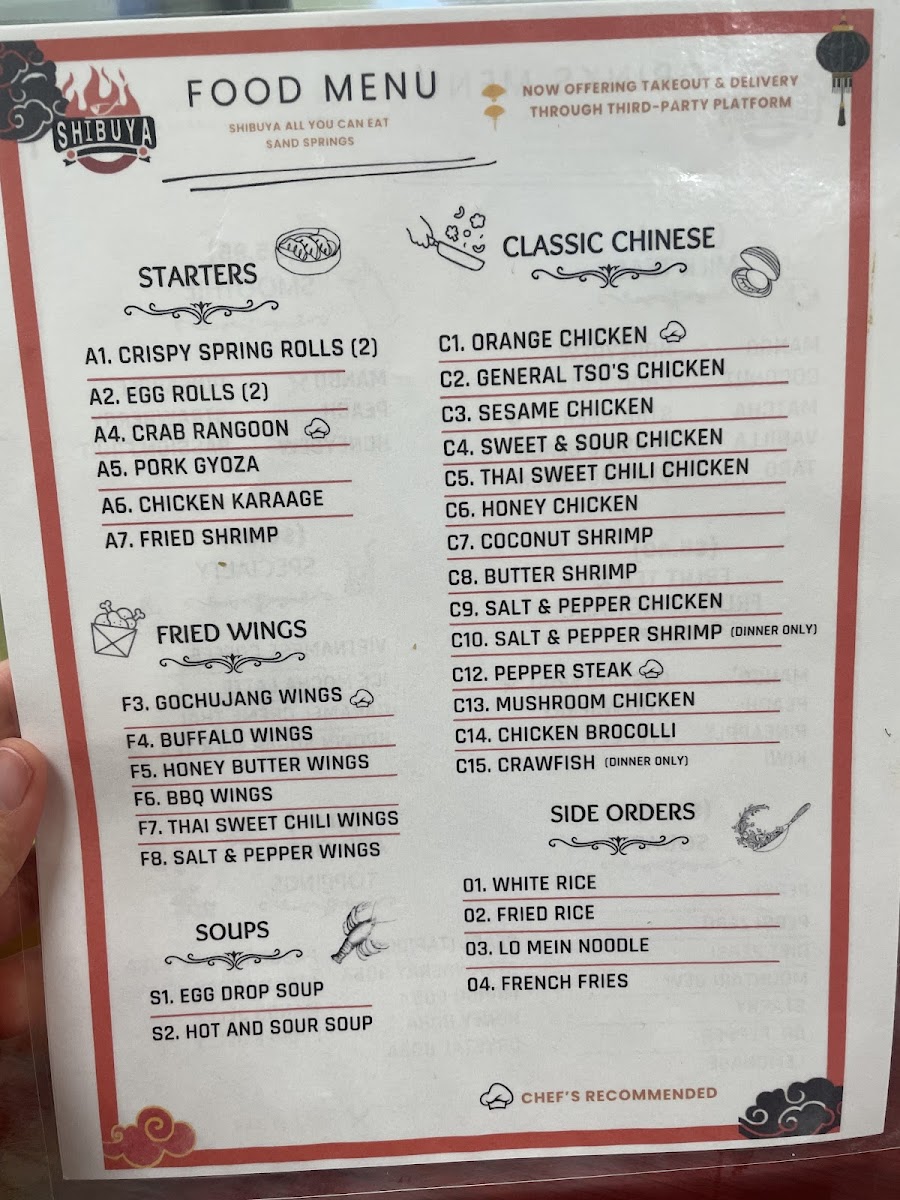 SHIBUYA
FOOD MENU
SHIBUYA ALL YOU CAN EAT
SAND SPRINGS
NOW OFFERING TAKEOUT & DELIVERY
THROUGH THIRD-PARTY PLATFORM
STARTERS
A1. CRISPY SPRING ROLLS (2)
A2. EGG ROLLS (2)
A4. CRAB RANGOON
A5. PORK GYOZA
A6. CHICKEN KARAAGE
A7. FRIED SHRIMP
FRIED WINGS
F3. GOCHUJANG WINGS
F4. BUFFALO WINGS
F5. HONEY BUTTER WINGS
F6. BBQ WINGS
F7. THAI SWEET CHILI WINGS
F8. SALT & PEPPER WINGS
SOUPS
S1. EGG DROP SOUP
S2. HOT AND SOUR SOUP
CLASSIC CHINESE
C1. ORANGE CHICKEN
C2. GENERAL TSO'S CHICKEN
C3. SESAME CHICKEN
C4. SWEET & SOUR CHICKEN
C5. THAI SWEET CHILI CHICKEN
C6. HONEY CHICKEN
C7. COCONUT SHRIMP
C8. BUTTER SHRIMP
C9. SALT & PEPPER CHICKEN
C10. SALT & PEPPER SHRIMP (DINNER ONLY)
C12. PEPPER STEAK
C13. MUSHROOM CHICKEN
C14. CHICKEN BROCOLLI
C15. CRAWFISH (DINNER ONLY)
SIDE ORDERS
01. WHITE RICE
02. FRIED RICE
03. LO MEIN NOODLE
04. FRENCH FRIES
CHEF'S RECOMMENDED